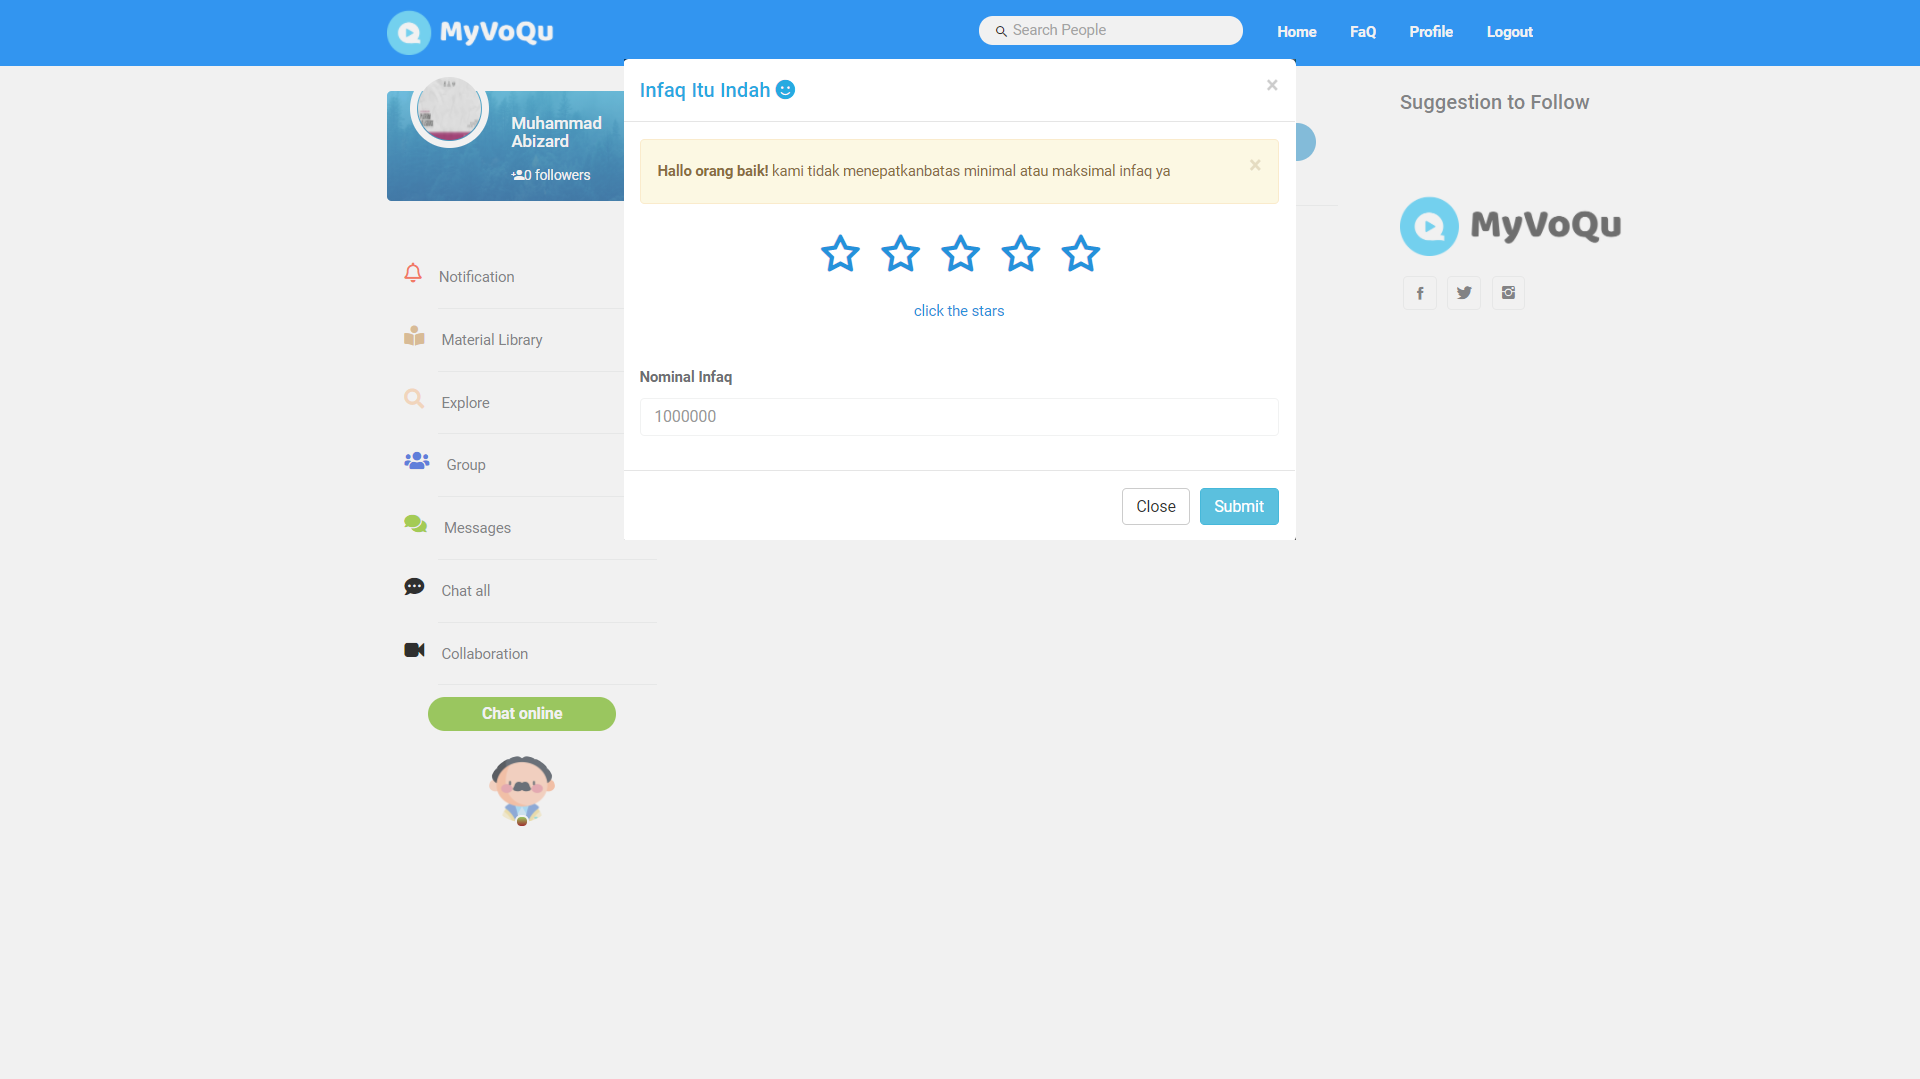 MyVoQu
Search People
Home
FaQ
Profile
Logout
Infaq Itu Indah
×
Muhammad
Abizard
0 followers
Hallo orang baik! kami tidak menepatkanbatas minimal atau maksimal infaq ya
×
click the stars
Nominal Infaq
1000000
Close
Submit
Notification
Material Library
Explore
Group
Messages
Chat all
Collaboration
Chat online
Suggestion to Follow
MyVoQu